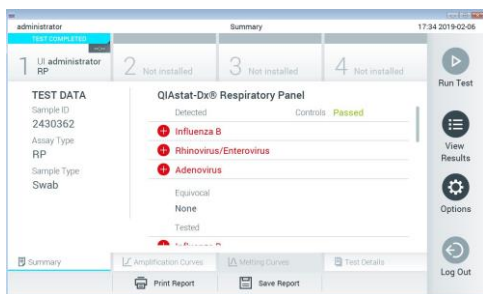 administrator Summary 17:34 2019-02-06
TEST COMPLETED
1 UI administrator RP
2 Not installed
3 Not installed
4 Not installed
Run Test
TEST DATA
Sample ID
2430362
Assay Type
RP
Sample Type
Swab
QIAstat-Dx® Respiratory Panel
Detected Controls Passed
Influenza B
Rhinovirus/Enterovirus
Adenovirus
Equivocal
None
Tested
View Results
Options
Summary Amplification Curves Melting Curves Test Details
Print Report Save Report
Log Out